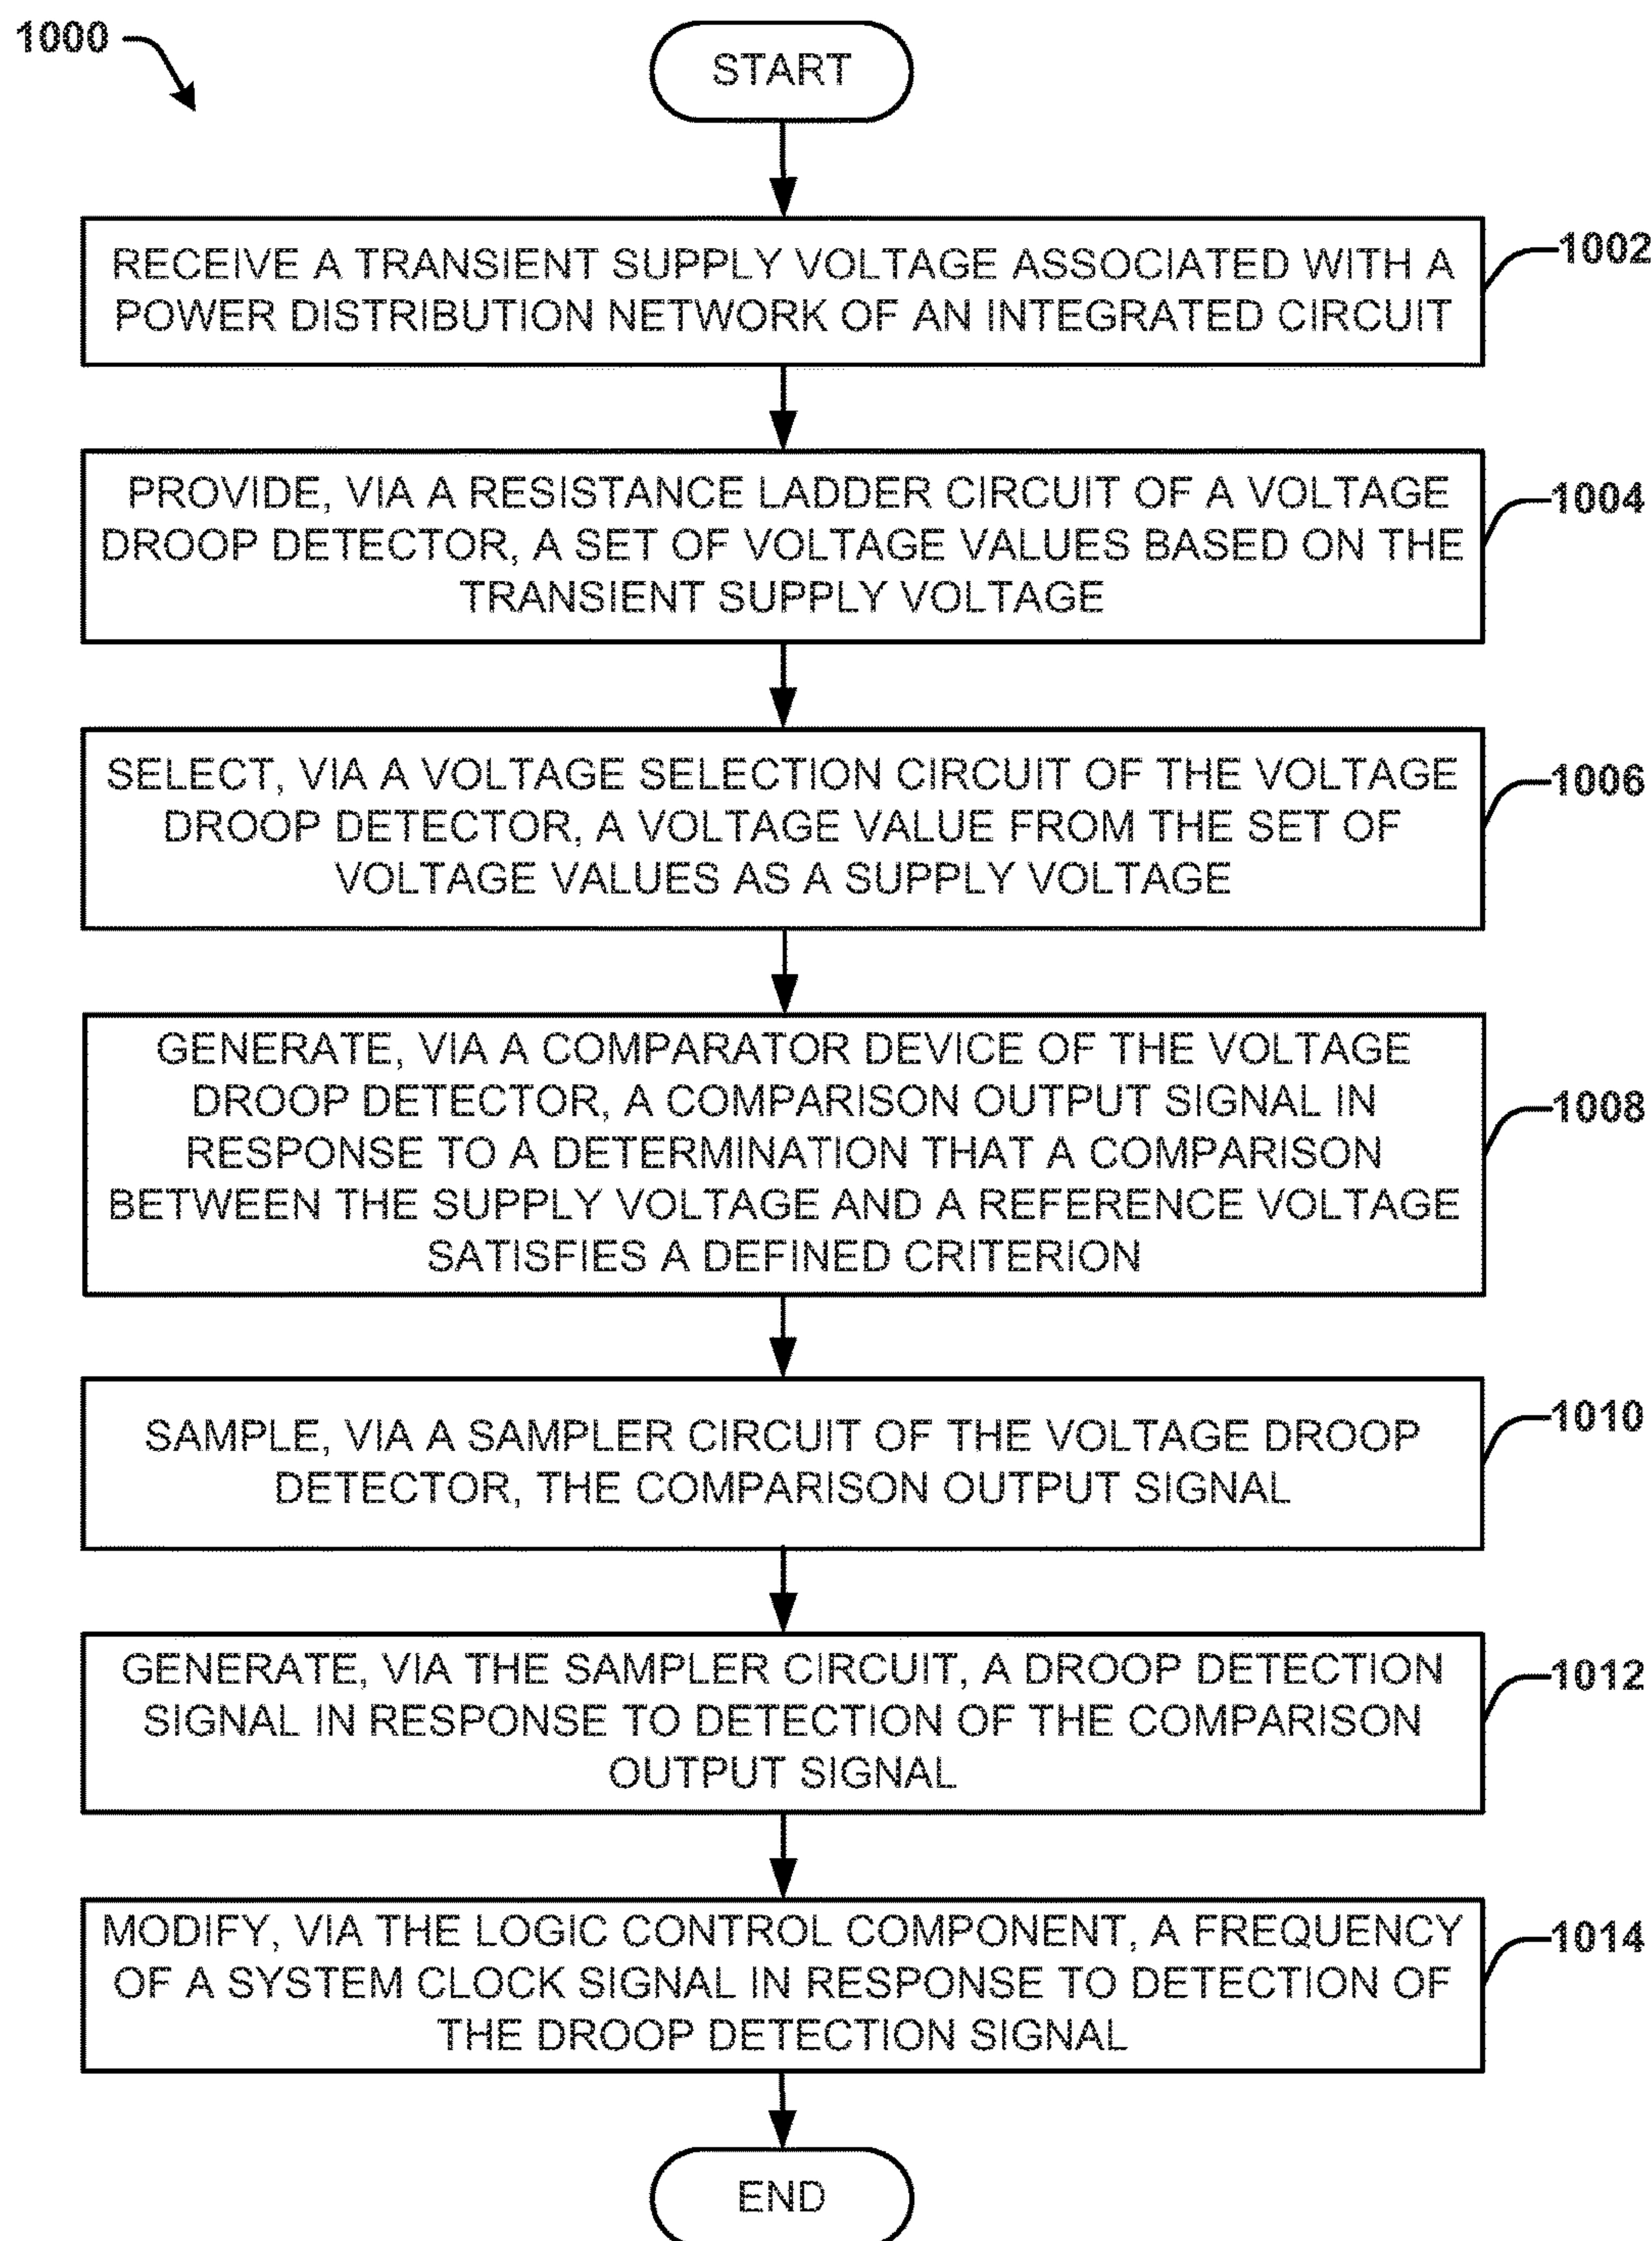 1000
START
RECEIVE A TRANSIENT SUPPLY VOLTAGE ASSOCIATED WITH A
POWER DISTRIBUTION NETWORK OF AN INTEGRATED CIRCUIT
1002
PROVIDE, VIA A RESISTANCE LADDER CIRCUIT OF A VOLTAGE
DROOP DETECTOR, A SET OF VOLTAGE VALUES BASED ON THE
TRANSIENT SUPPLY VOLTAGE
1004
SELECT, VIA A VOLTAGE SELECTION CIRCUIT OF THE VOLTAGE
DROOP DETECTOR, A VOLTAGE VALUE FROM THE SET OF
VOLTAGE VALUES AS A SUPPLY VOLTAGE
1006
GENERATE, VIA A COMPARATOR DEVICE OF THE VOLTAGE
DROOP DETECTOR, A COMPARISON OUTPUT SIGNAL IN
RESPONSE TO A DETERMINATION THAT A COMPARISON
BETWEEN THE SUPPLY VOLTAGE AND A REFERENCE VOLTAGE
SATISFIES A DEFINED CRITERION
1008
SAMPLE, VIA A SAMPLER CIRCUIT OF THE VOLTAGE DROOP
DETECTOR, THE COMPARISON OUTPUT SIGNAL
1010
GENERATE, VIA THE SAMPLER CIRCUIT, A DROOP DETECTION
SIGNAL IN RESPONSE TO DETECTION OF THE COMPARISON
OUTPUT SIGNAL
1012
MODIFY, VIA THE LOGIC CONTROL COMPONENT, A FREQUENCY
OF A SYSTEM CLOCK SIGNAL IN RESPONSE TO DETECTION OF
THE DROOP DETECTION SIGNAL
1014
END